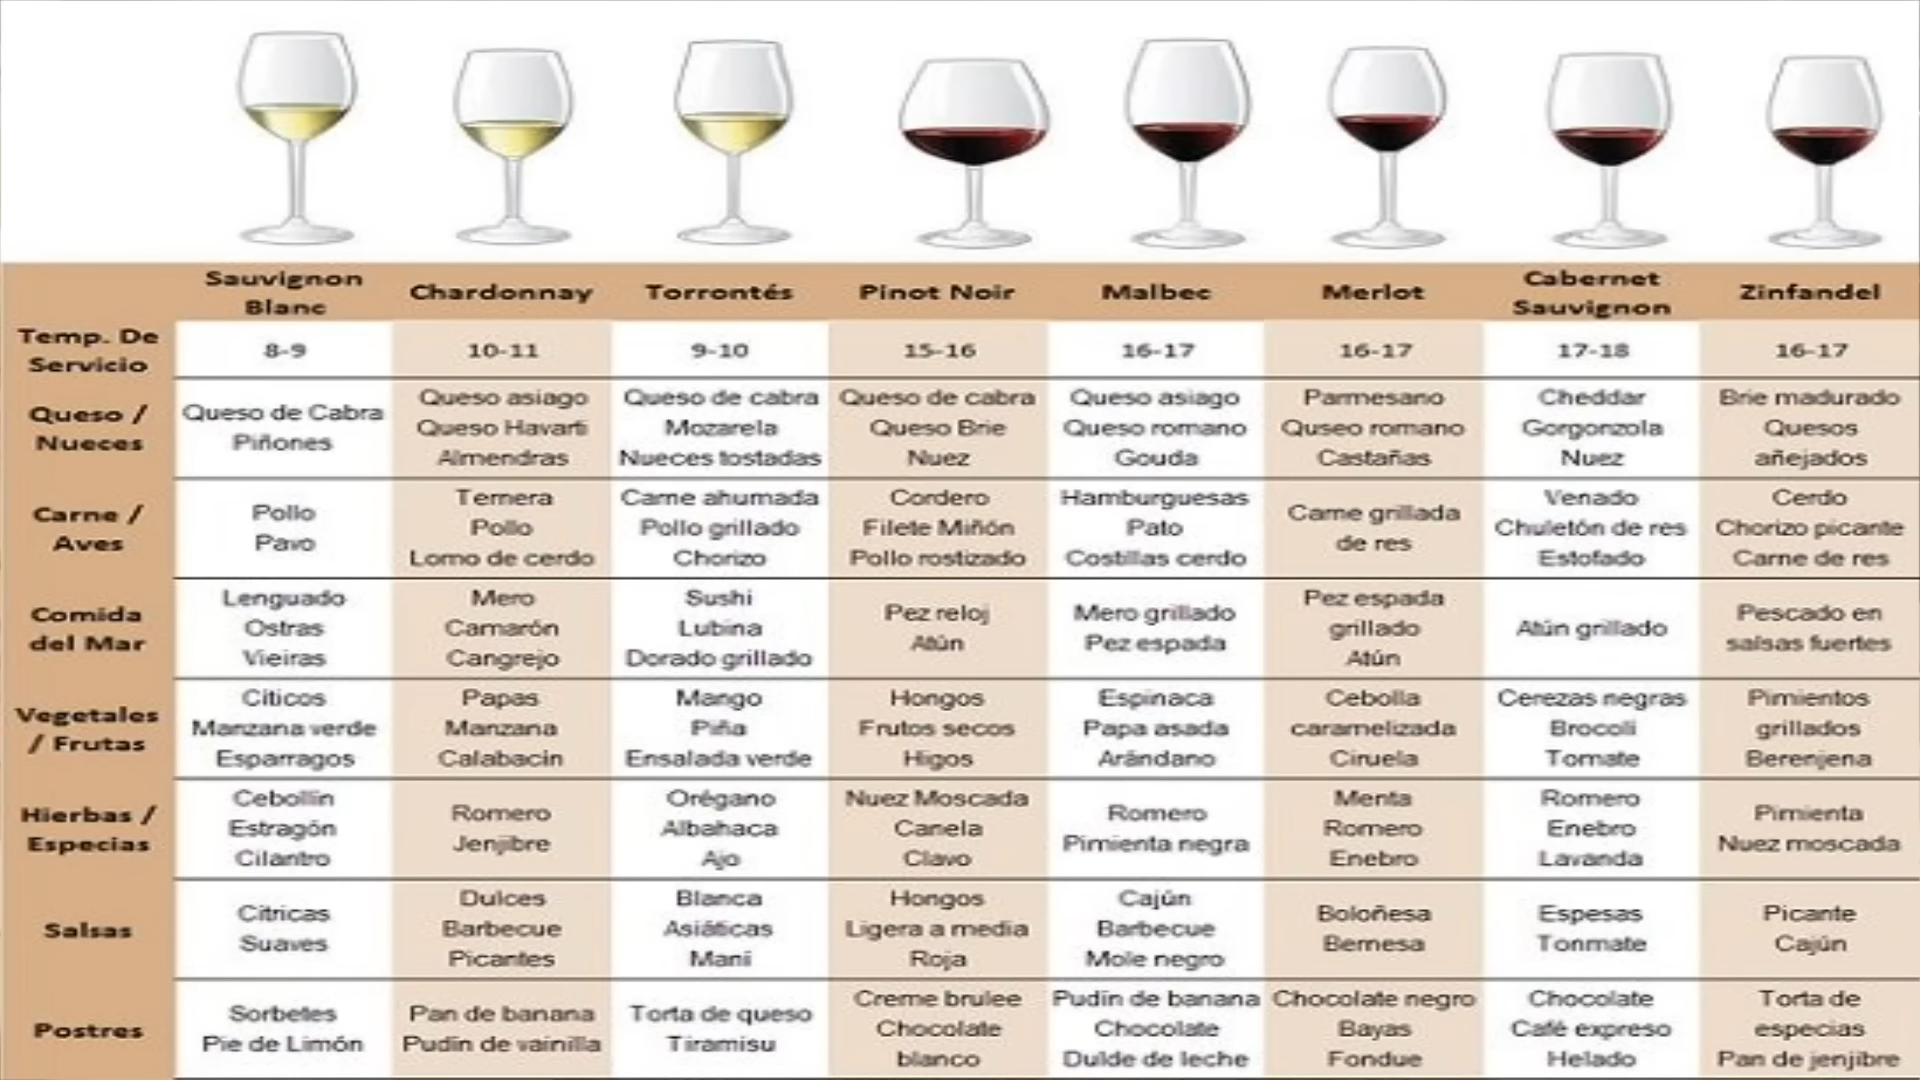 Sauvignon Blanc Chardonnay Torrontés Pinot Noir Malbec Merlot Cabernet Sauvignon Zinfandel
Temp. De Servicio 8-9 10-11 9-10 15-16 16-17 16-17 17-18 16-17
Queso / Nueces
Queso de Cabra
Piñones
Queso asiago
Queso Havarti
Almendras
Queso de cabra
Mozarela
Nueces tostadas
Queso de cabra
Queso Brie
Nuez
Queso asiago
Queso romano
Gouda
Parmesano
Quseo romano
Castañas
Cheddar
Gorgonzola
Nuez
Brie madurado
Quesos
añejados
Carne / Aves
Pollo
Pavo
Ternera
Pollo
Lomo de cerdo
Carne ahumada
Pollo grillado
Chorizo
Cordero
Filete Miñón
Pollo rostizado
Hamburguesas
Pato
Costillas cerdo
Carne grillada
de res
Venado
Chuletón de res
Estofado
Cerdo
Chorizo picante
Carne de res
Comida del Mar
Lenguado
Ostras
Vieiras
Mero
Camarón
Cangrejo
Sushi
Lubina
Dorado grillado
Pez reloj
Atún
Mero grillado
Pez espada
Pez espada
grillado
Atún
Atún grillado
Pescado en
salsas fuertes
Vegetales / Frutas
Cíticos
Manzana verde
Esparragos
Papas
Manzana
Calabacín
Mango
Piña
Ensalada verde
Hongos
Frutos secos
Higos
Espinaca
Papa asada
Arándano
Cebolla
caramelizada
Ciruela
Cerezas negras
Brocoli
Tomate
Pimientos
grillados
Berenjena
Hierbas / Especias
Cebollín
Estragón
Cilantro
Romero
Jenjibre
Orégano
Albahaca
Ajo
Nuez Moscada
Canela
Clavo
Romero
Pimienta negra
Menta
Romero
Enebro
Romero
Enebro
Lavanda
Pimienta
Nuez moscada
Salsas
Cítricas
Suaves
Dulces
Barbecue
Picantes
Blanca
Asiáticas
Maní
Hongos
Ligera a media
Roja
Cajún
Barbecue
Mole negro
Boloñesa
Bernesa
Espesas
Tonmate
Picante
Cajún
Postres
Sorbetes
Pie de Limón
Pan de banana
Pudín de vainilla
Torta de queso
Tiramisu
Creme brulee
Chocolate
blanco
Pudín de banana
Chocolate
Dulde de leche
Chocolate negro
Bayas
Fondue
Chocolate
Café expreso
Helado
Torta de
especias
Pan de jenjibre